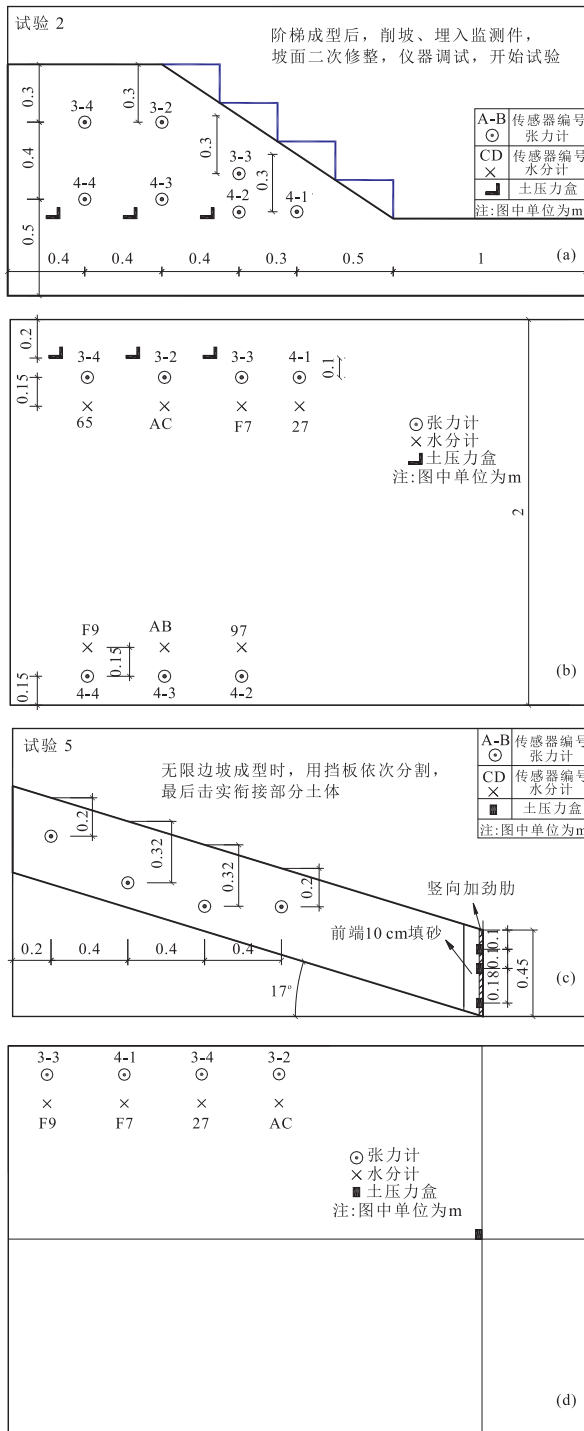 试验 2
阶梯成型后，削坡、埋入监测件，
坡面二次修整，仪器调试，开始试验
A-B 传感器编号
张力计
CD 传感器编号
水分计
土压力盒
注:图中单位为m
0.3
0.4
0.5
0.3
0.3
0.3
3-4
3-2
3-3
4-4
4-3
4-2
4-1
0.4
0.4
0.4
0.3
0.5
1
(a)
0.2
0.15
3-4
3-2
3-3
4-1
0.1
65
AC
F7
27
张力计
水分计
土压力盒
注:图中单位为m
2
F9
AB
97
0.15
0.15
4-4
4-3
4-2
(b)
试验 5
无限边坡成型时，用挡板依次分割，
最后击实衔接部分土体
A-B 传感器编号
张力计
CD 传感器编号
水分计
土压力盒
注:图中单位为m
0.2
0.32
0.32
0.2
竖向加劲肋
前端10 cm填砂
0.2
0.4
0.4
0.4
17°
0.1
0.1
0.18
0.45
(c)
3-3
4-1
3-4
3-2
F9
F7
27
AC
张力计
水分计
土压力盒
注:图中单位为m
(d)